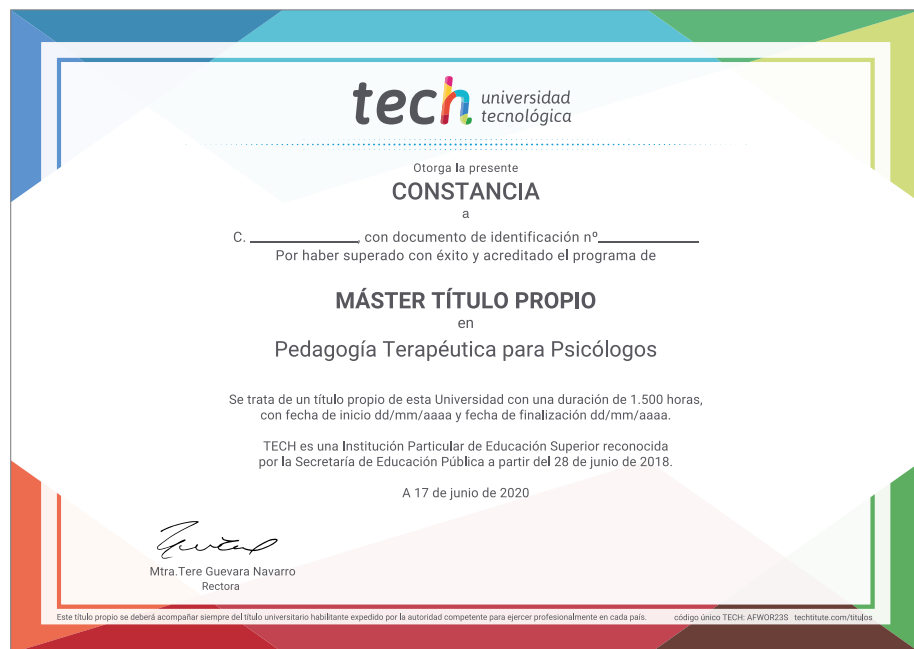 tech universidad
tecnológica
Otorga la presente
CONSTANCIA
a
C. ____________, con documento de identificación nº____________
Por haber superado con éxito y acreditado el programa de
MÁSTER TÍTULO PROPIO
en
Pedagogía Terapéutica para Psicólogos
Se trata de un título propio de esta Universidad con una duración de 1.500 horas,
con fecha de inicio dd/mm/aaaa y fecha de finalización dd/mm/aaaa.
TECH es una Institución Particular de Educación Superior reconocida
por la Secretaría de Educación Pública a partir del 28 de junio de 2018.
A 17 de junio de 2020
Mtra.Tere Guevara Navarro
Rectora
Este título propio se deberá acompañar siempre del título universitario habilitante expedido por la autoridad competente para ejercer profesionalmente en cada país. código único TECH: AFWOR23S techtitute.com/titulos